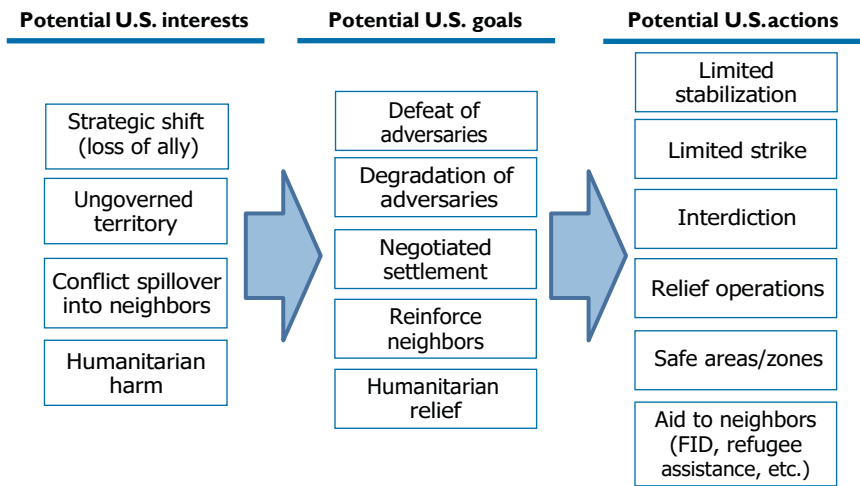 Potential U.S. interests
Strategic shift
(loss of ally)
Ungoverned
territory
Conflict spillover
into neighbors
Humanitarian
harm
Potential U.S. goals
Defeat of
adversaries
Degradation of
adversaries
Negotiated
settlement
Reinforce
neighbors
Humanitarian
relief
Potential U.S. actions
Limited
stabilization
Limited strike
Interdiction
Relief operations
Safe areas/zones
Aid to neighbors
(FID, refugee
assistance, etc.)